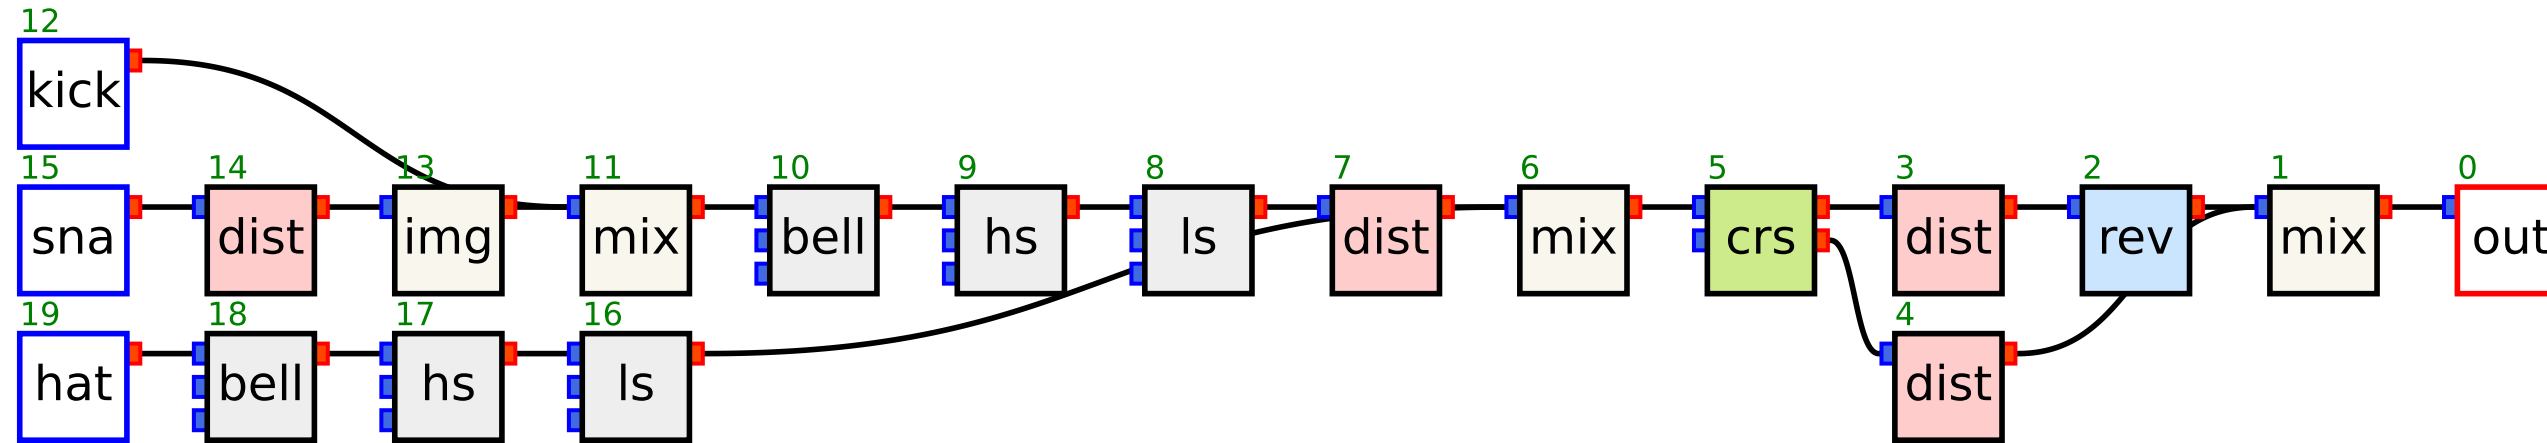 12
kick
15 14 13 11 10 9 8 7 6 5 3 2 1 0
sna dist img mix bell hs ls dist mix crs dist rev mix out
19 18 17 16 4
hat bell hs ls dist